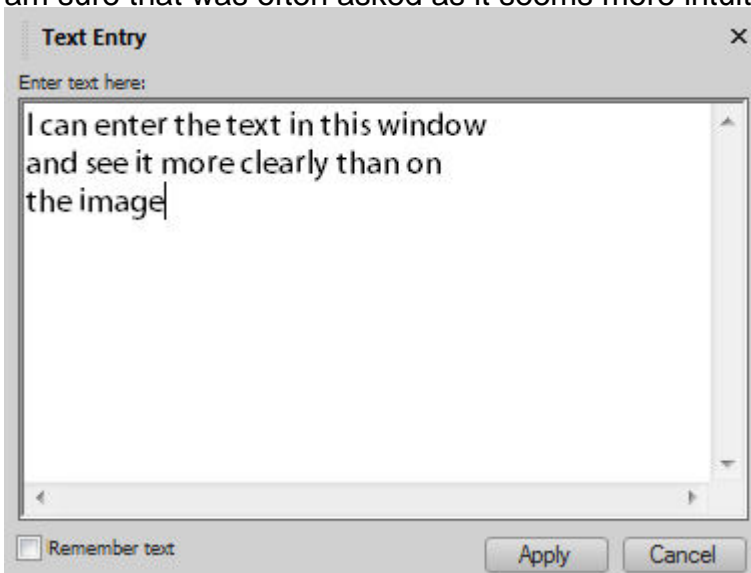 am sure that was often asked as it seems more intuit
Text Entry
Enter text here:
I can enter the text in this window
and see it more clearly than on
the image
Remember text
Apply Cancel